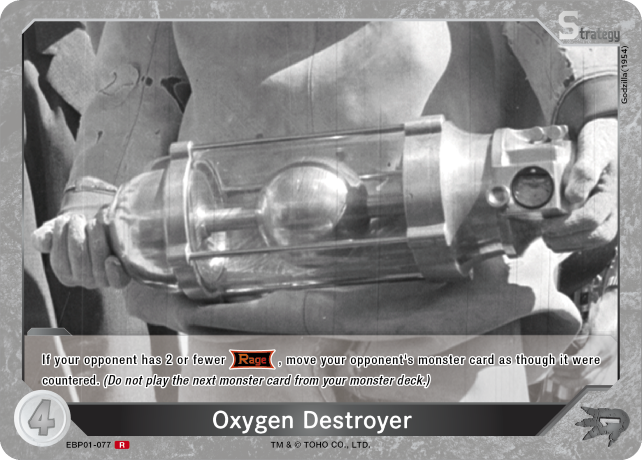 Strategy
Godzilla(1954)
If your opponent has 2 or fewer Rage , move your opponent's monster card as though it were
countered. (Do not play the next monster card from your monster deck.)
4
Oxygen Destroyer
EBP01-077 R
TM & © TOHO CO., LTD.